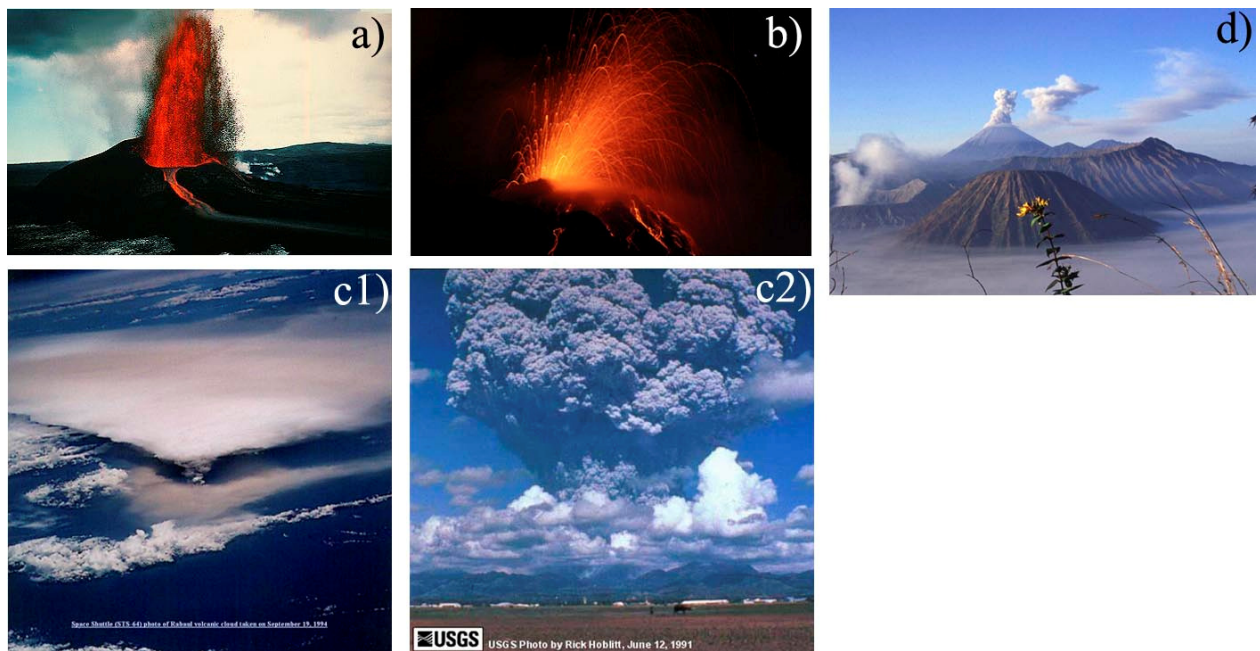 a)
b)
d)
c1)
c2)
Space Shuttle (STS-64) photo of Rabaul volcanic cloud taken on September 19, 1994
USGS
USGS Photo by Rick Hoblitt, June 12, 1991